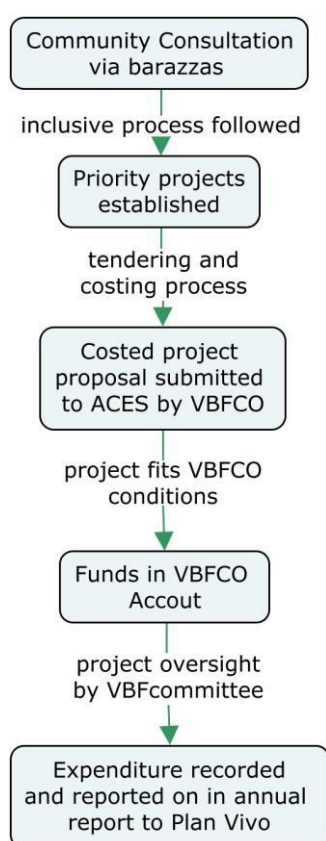 Community Consultation
via barazzas
inclusive process followed
Priority projects
established
tendering and
costing process
Costed project
proposal submitted
to ACES by VBFCO
project fits VBFCO
conditions
Funds in VBFCO
Accout
project oversight
by VBFcommittee
Expenditure recorded
and reported on in annual
report to Plan Vivo